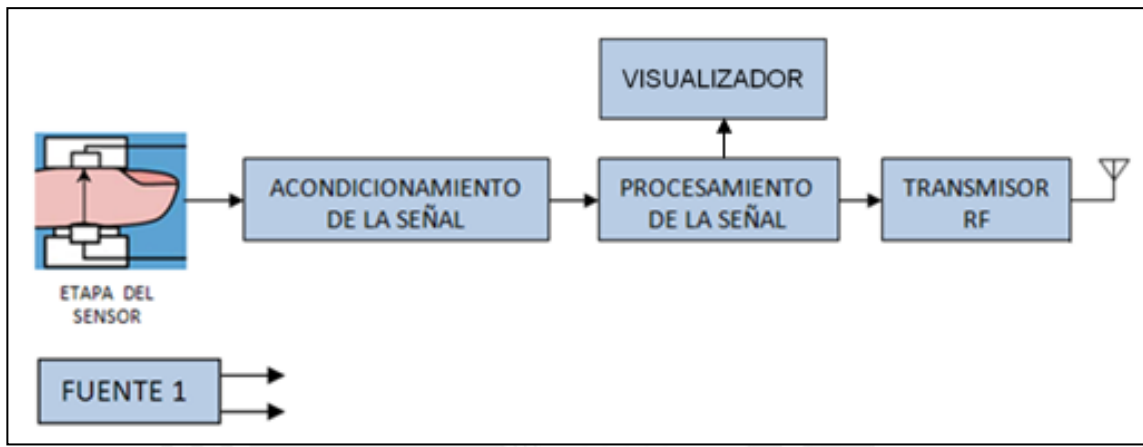 VISUALIZADOR
ACONDICIONAMIENTO
DE LA SEÑAL
PROCESAMIENTO
DE LA SEÑAL
TRANSMISOR
RF
ETAPA DEL
SENSOR
FUENTE 1